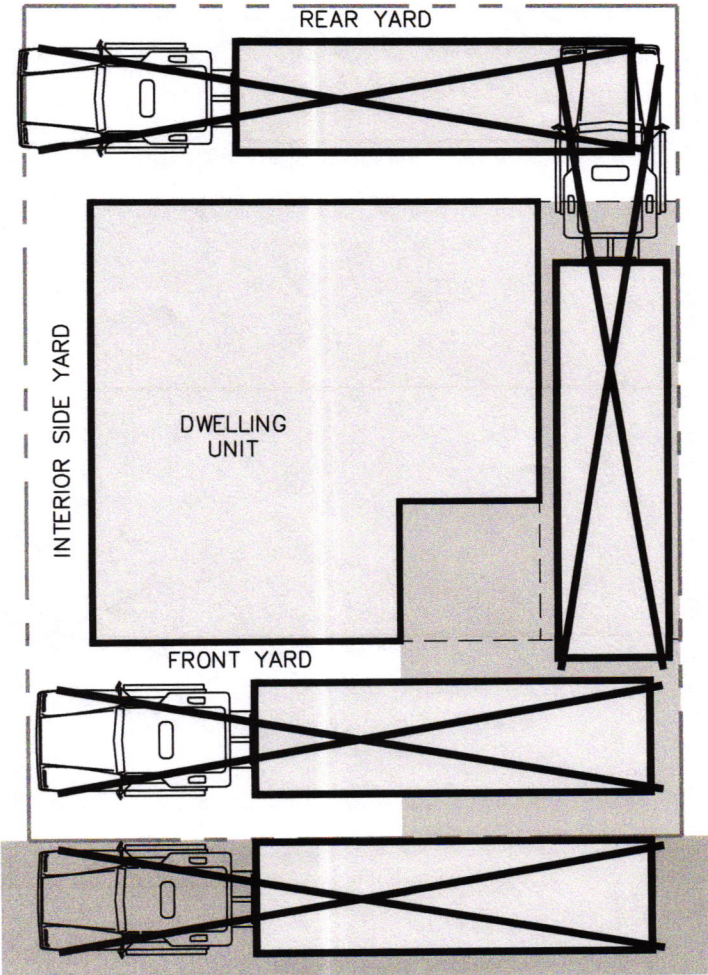 REAR YARD
INTERIOR SIDE YARD
DWELLING
UNIT
FRONT YARD